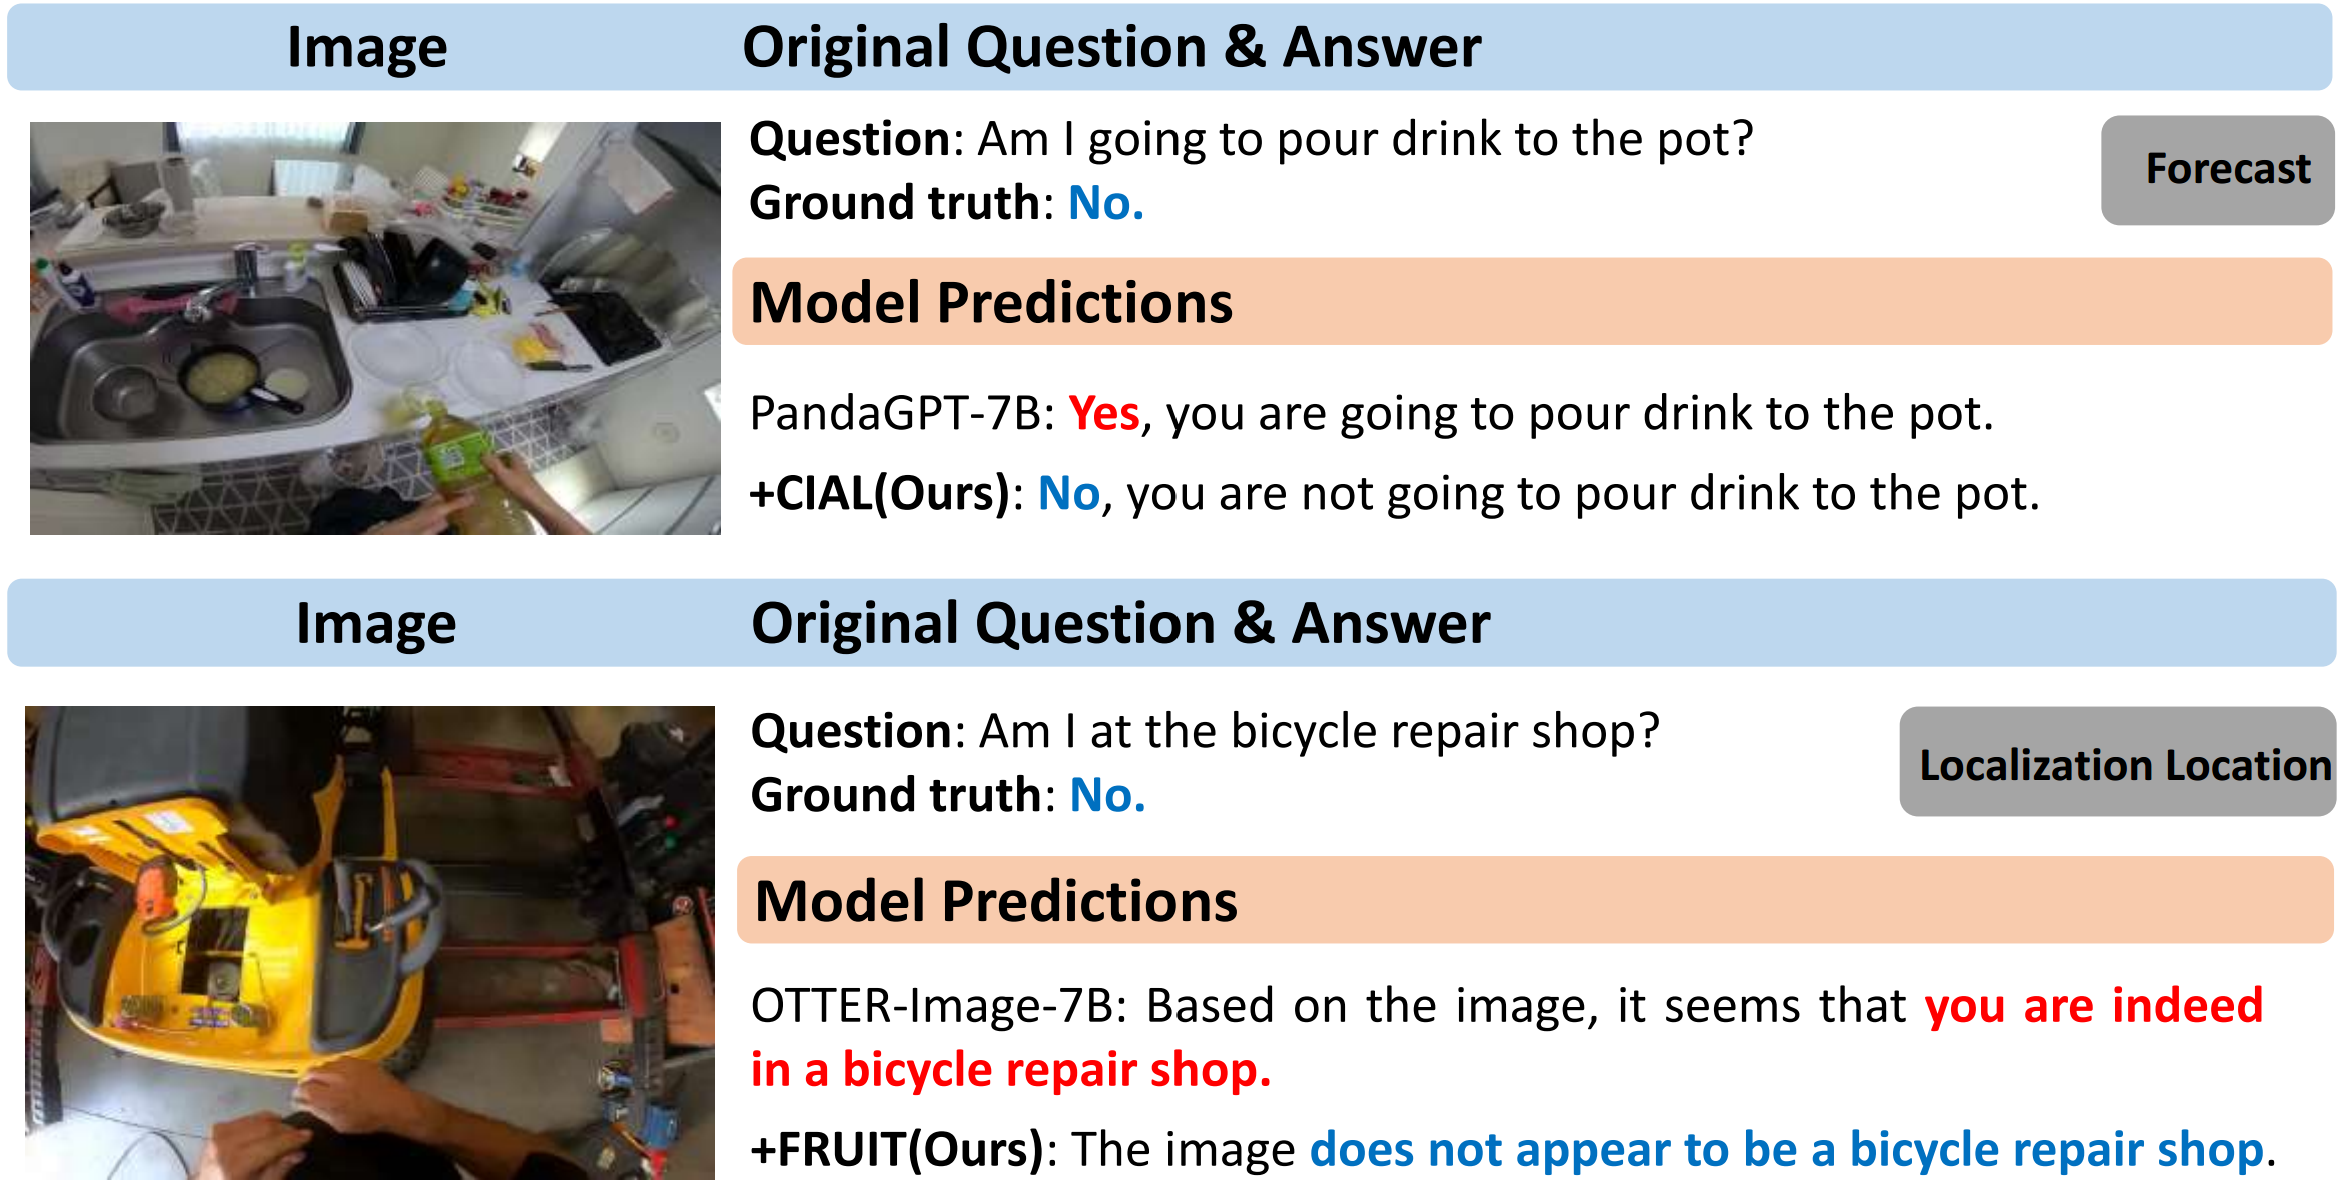 Image
Original Question & Answer
Question: Am I going to pour drink to the pot?
Ground truth: No.
Forecast
Model Predictions
PandaGPT-7B: Yes, you are going to pour drink to the pot.
+CIAL(Ours): No, you are not going to pour drink to the pot.
Image
Original Question & Answer
Question: Am I at the bicycle repair shop?
Ground truth: No.
Localization Location
Model Predictions
OTTER-Image-7B: Based on the image, it seems that you are indeed
in a bicycle repair shop.
+FRUIT(Ours): The image does not appear to be a bicycle repair shop.